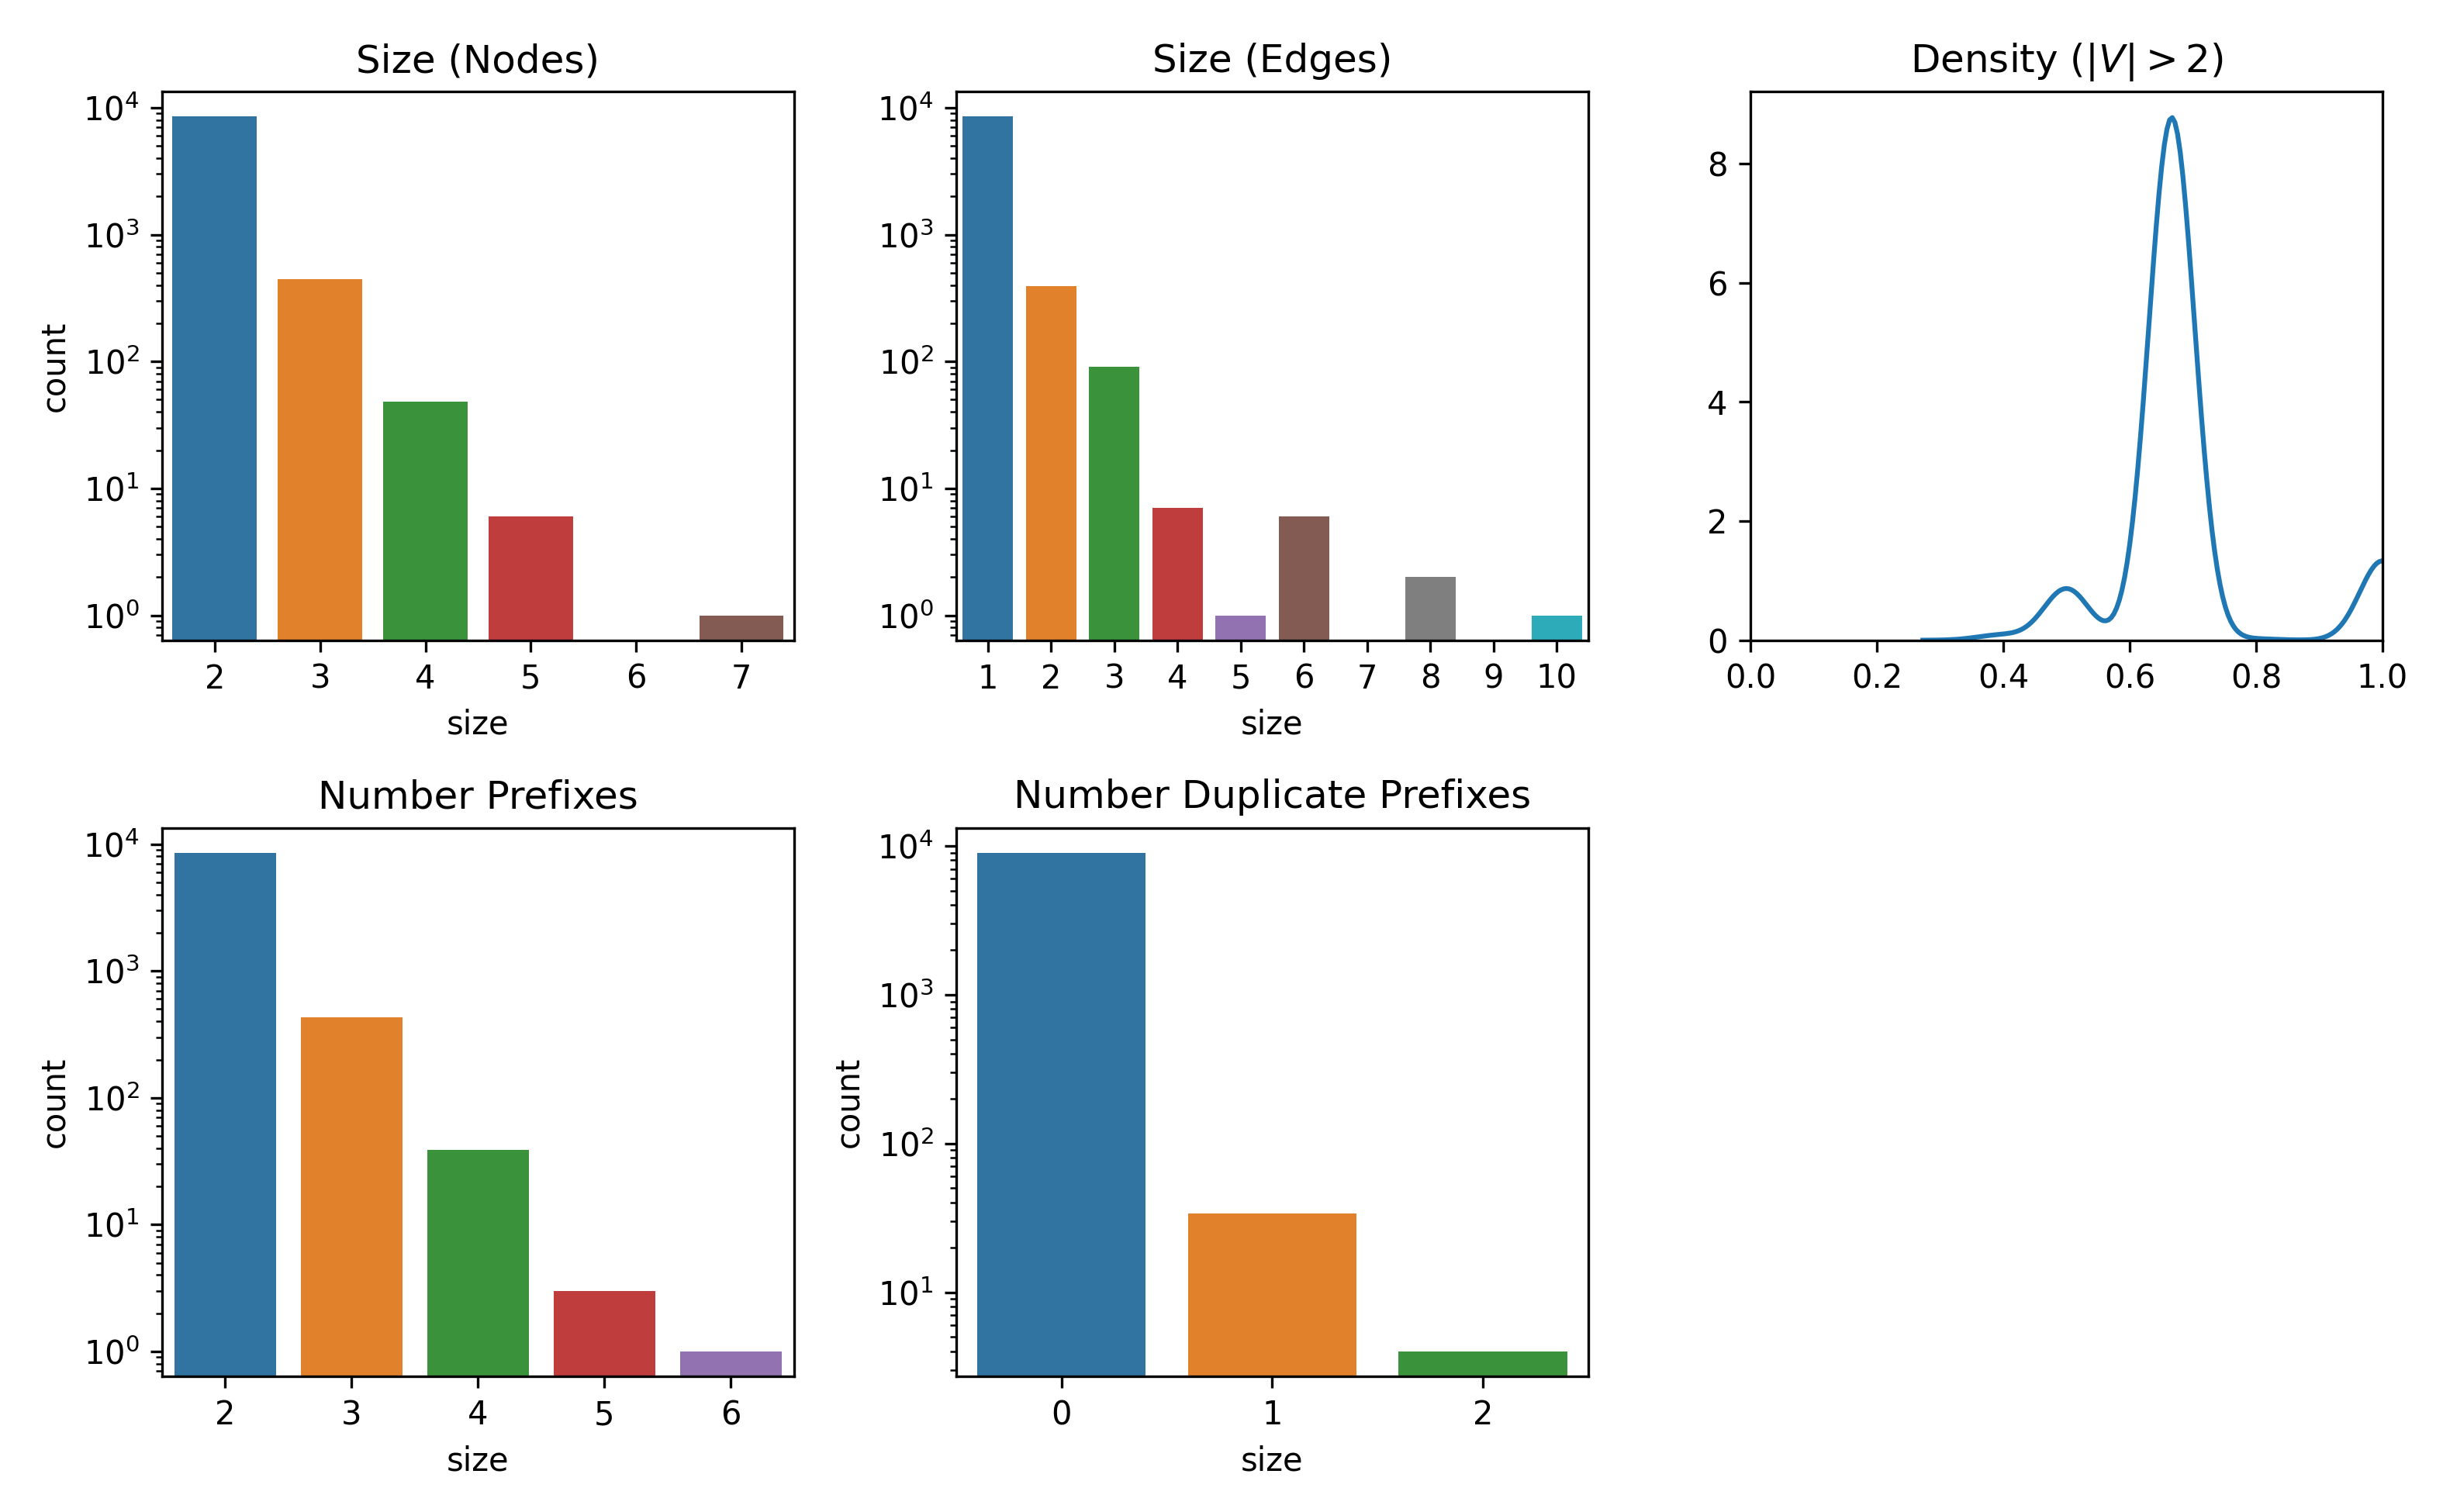 Size (Nodes)
10^4
10^3
10^2
10^1
10^0
count
2 3 4 5 6 7
size
Size (Edges)
10^4
10^3
10^2
10^1
10^0
1 2 3 4 5 6 7 8 9 10
size
Density (|V| > 2)
8
6
4
2
0
0.0 0.2 0.4 0.6 0.8 1.0
Number Prefixes
10^4
10^3
10^2
10^1
10^0
count
2 3 4 5 6
size
Number Duplicate Prefixes
10^4
10^3
10^2
10^1
count
0 1 2
size